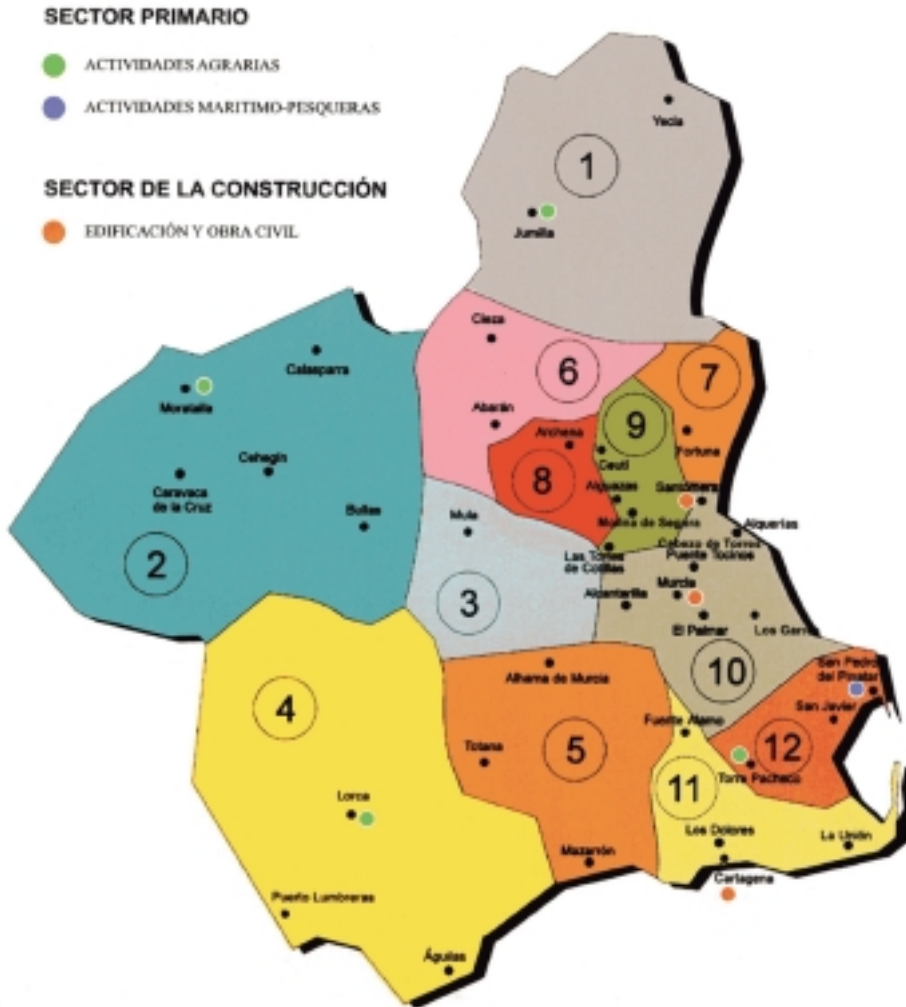 SECTOR PRIMARIO
ACTIVIDADES AGRARIAS
ACTIVIDADES MARITIMO-PESQUERAS
SECTOR DE LA CONSTRUCCIÓN
EDIFICACIÓN Y OBRA CIVIL
Yecla
1
Jumilla
Cieza
Calasparra
6
7
Moratalla
Abarán
9
Archena
Fortuna
Ceutí
Cehegín
8
Caravaca
de la Cruz
Alguazas
Santomera
Bullas
Mula
Molina de Segura
Alquerías
Cabezo de Torres
Las Torres
de Cotillas
Puente Tocinos
2
3
Alcantarilla
Murcia
El Palmar
Los Garres
10
Alhama de Murcia
San Pedro
del Pinatar
4
San Javier
Fuente Alamo
Totana
5
12
Torre Pacheco
11
Lorca
Los Dolores
La Unión
Mazarrón
Cartagena
Puerto Lumbreras
Águilas